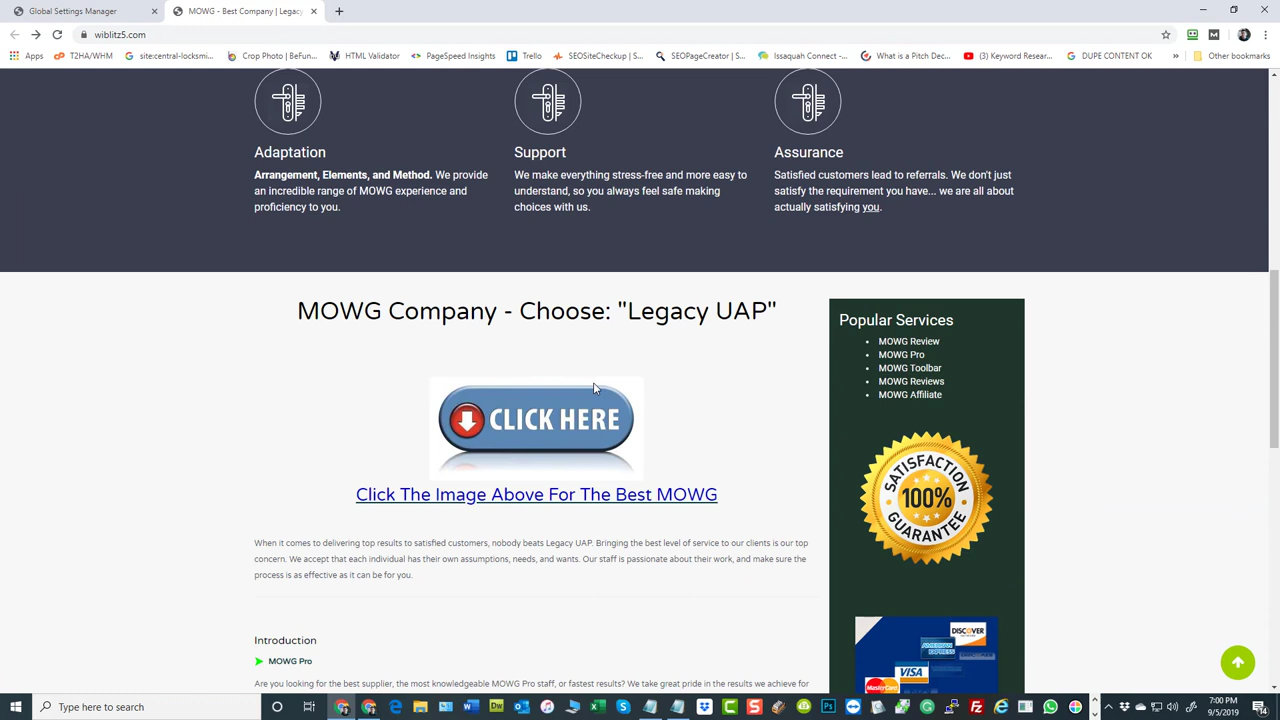 Global Settings Manager
MOWG - Best Company | Legacy
wiblitz5.com
Apps
T2HA/WHM
site:central-locksmi...
Crop Photo | BeFun...
HTML Validator
PageSpeed Insights
Trello
SEOSiteCheckup | S...
SEOPageCreator | S...
Issaquah Connect -...
What is a Pitch Dec...
(3) Keyword Resear...
DUPE CONTENT OK
»
Other bookmarks
Adaptation
Arrangement, Elements, and Method. We provide
an incredible range of MOWG experience and
proficiency to you.
Support
We make everything stress-free and more easy to
understand, so you always feel safe making
choices with us.
Assurance
Satisfied customers lead to referrals. We don't just
satisfy the requirement you have... we are all about
actually satisfying you.
MOWG Company - Choose: "Legacy UAP"
CLICK HERE
Click The Image Above For The Best MOWG
When it comes to delivering top results to satisfied customers, nobody beats Legacy UAP. Bringing the best level of service to our clients is our top
concern. We accept that each individual has their own assumptions, needs, and wants. Our staff is passionate about their work, and make sure the
process is as effective as it can be for you.
Introduction
MOWG Pro
Are you looking for the best supplier, the most knowledgeable MOWG Pro staff, or fastest results? We take great pride in the results we achieve for
Popular Services
• MOWG Review
• MOWG Pro
• MOWG Toolbar
• MOWG Reviews
• MOWG Affiliate
SATISFACTION
100%
GUARANTEE
DISCOVER
AMERICAN
EXPRESS
VISA
MasterCard
Type here to search
7:00 PM
9/5/2019
14